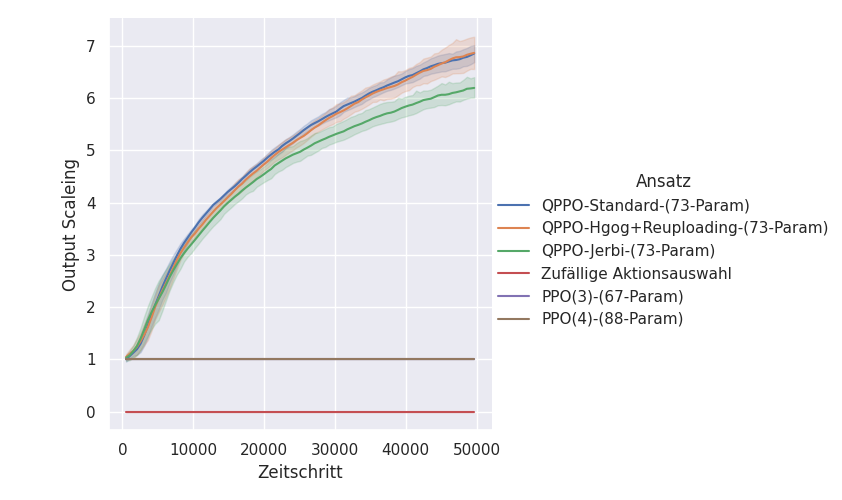 7
6
5
4
3
2
1
0
Output Scaleing
0 10000 20000 30000 40000 50000
Zeitschritt
Ansatz
QPPO-Standard-(73-Param)
QPPO-Hgog+Reuploading-(73-Param)
QPPO-Jerbi-(73-Param)
Zufällige Aktionsauswahl
PPO(3)-(67-Param)
PPO(4)-(88-Param)